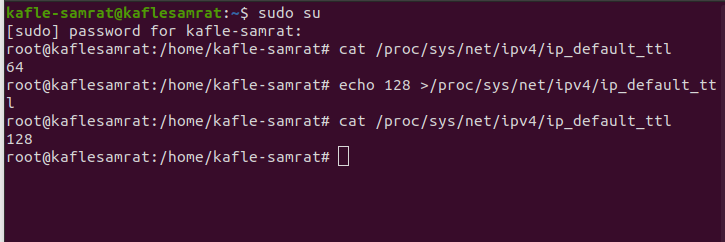 kafle-samrat@kaflesamrat:~$ sudo su
[sudo] password for kafle-samrat:
root@kaflesamrat:/home/kafle-samrat# cat /proc/sys/net/ipv4/ip_default_ttl
64
root@kaflesamrat:/home/kafle-samrat# echo 128 >/proc/sys/net/ipv4/ip_default_tt
l
root@kaflesamrat:/home/kafle-samrat# cat /proc/sys/net/ipv4/ip_default_ttl
128
root@kaflesamrat:/home/kafle-samrat#